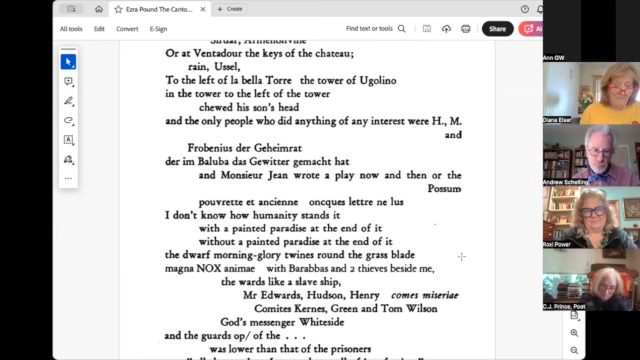 Ezra Pound The Canto...
+ Create
All tools
Edit
Convert
E-Sign
Find text or tools
Share
AI
Sirdar, Armenonville
Or at Ventadour the keys of the chateau;
rain, Ussel,
To the left of la bella Torre the tower of Ugolino
in the tower to the left of the tower
chewed his son's head
and the only people who did anything of any interest were H., M.
and
Frobenius der Geheimrat
der im Baluba das Gewitter gemacht hat
and Monsieur Jean wrote a play now and then or the
Possum
pouvrette et ancienne oncques lettre ne lus
I don't know how humanity stands it
with a painted paradise at the end of it
without a painted paradise at the end of it
the dwarf morning-glory twines round the grass blade
magna NOX animae with Barabbas and 2 thieves beside me,
the wards like a slave ship,
Mr Edwards, Hudson, Henry comes miseriae
Comites Kernes, Green and Tom Wilson
God's messenger Whiteside
and the guards op/ of the . . .
was lower than that of the prisoners
Ann GW
Diana Elser
Andrew Schelling
Roxi Power
C.J. Prince, Post